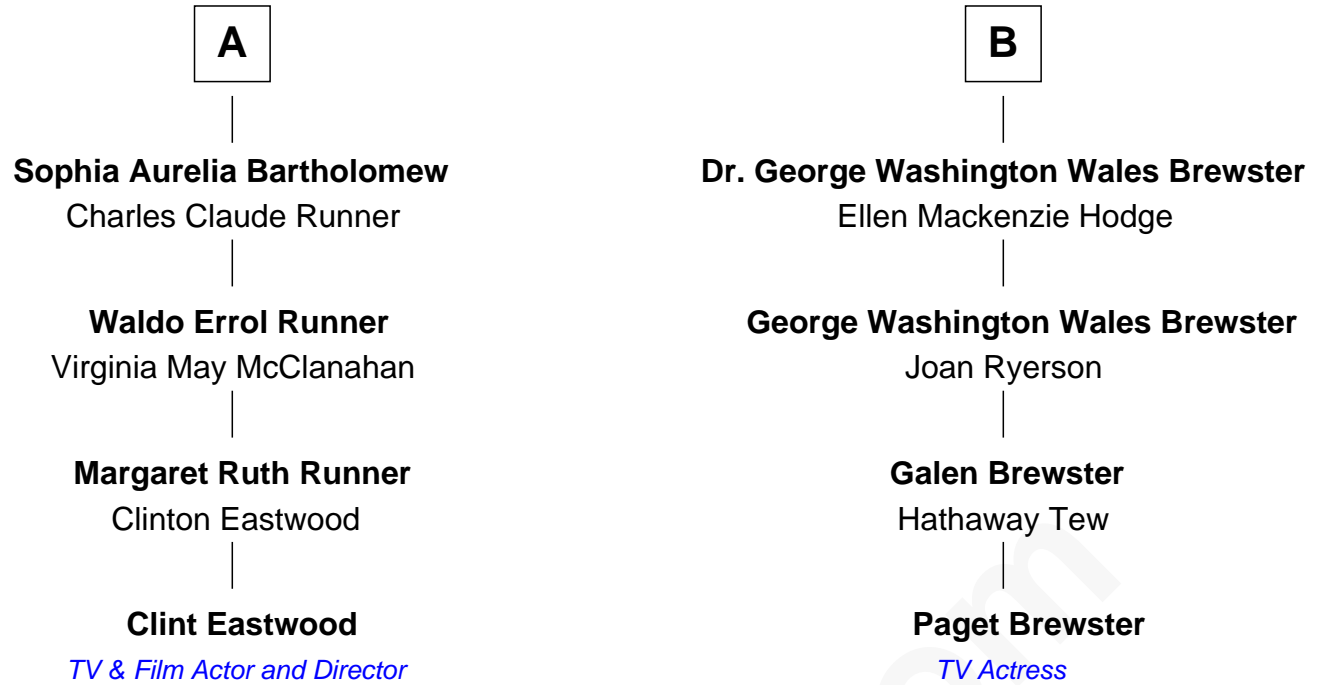 A
Sophia Aurelia Bartholomew
Charles Claude Runner
Waldo Errol Runner
Virginia May McClanahan
Margaret Ruth Runner
Clinton Eastwood
Clint Eastwood
TV & Film Actor and Director
B
Dr. George Washington Wales Brewster
Ellen Mackenzie Hodge
George Washington Wales Brewster
Joan Ryerson
Galen Brewster
Hathaway Tew
Paget Brewster
TV Actress